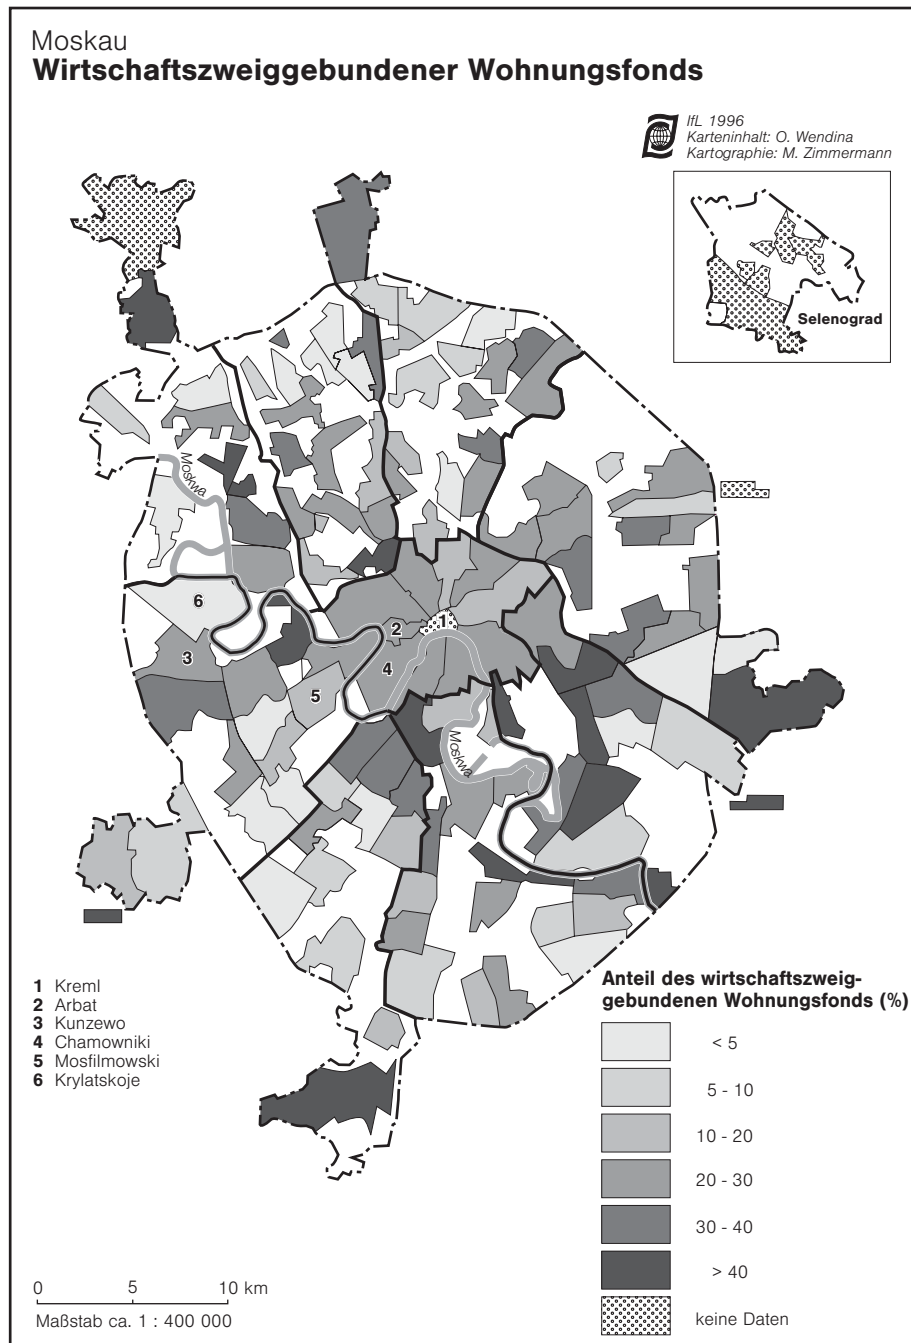 Moskau
Wirtschaftszweiggebundener Wohnungsfonds
IfL 1996
Karteninhalt: O. Wendina
Kartographie: M. Zimmermann
Selenograd
Moskwa
6
3
5
2
1
4
Moskwa
1 Kreml
2 Arbat
3 Kunzewo
4 Chamowniki
5 Mosfilmowski
6 Krylatskoje
Anteil des wirtschaftszweig-
gebundenen Wohnungsfonds (%)
< 5
5 - 10
10 - 20
20 - 30
30 - 40
> 40
keine Daten
0 5 10 km
Maßstab ca. 1 : 400 000